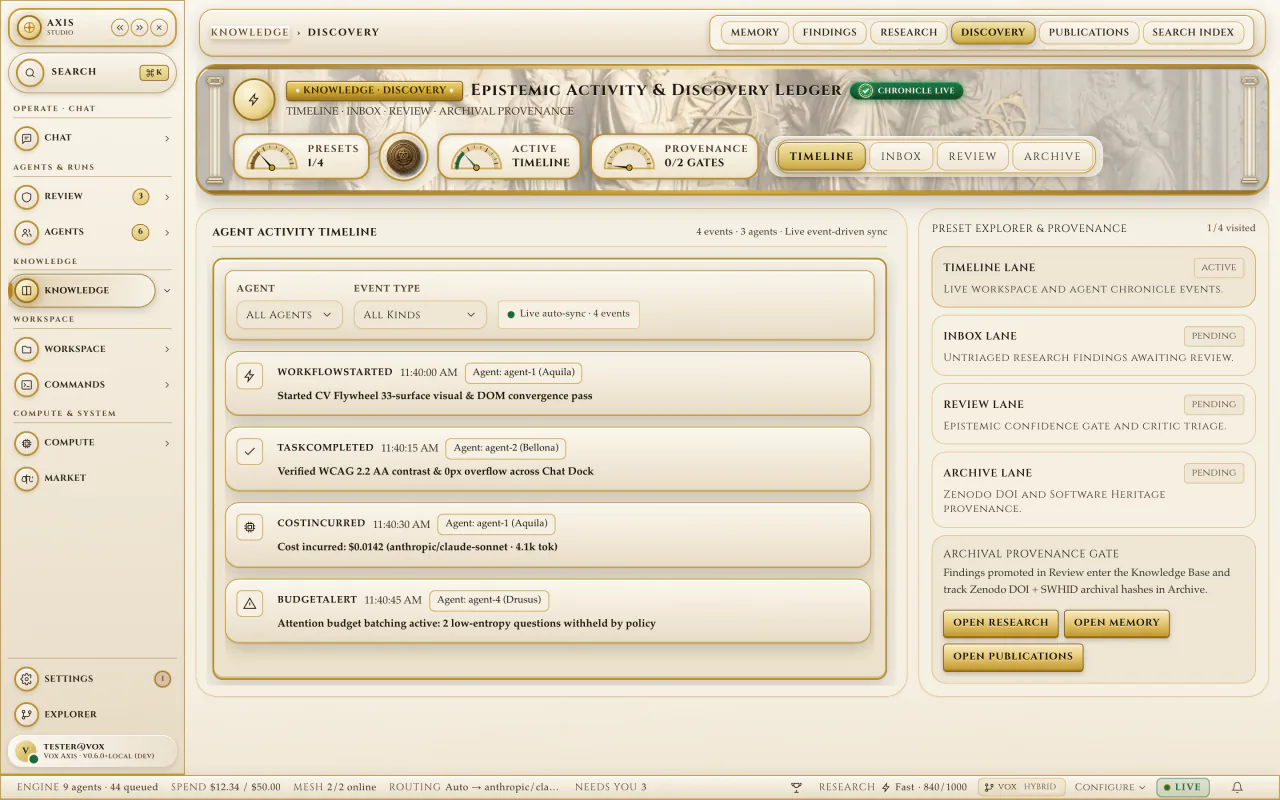 AXIS
STUDIO
SEARCH
⌘ K
OPERATE · CHAT
CHAT
AGENTS & RUNS
REVIEW 3
AGENTS 6
KNOWLEDGE
KNOWLEDGE
WORKSPACE
WORKSPACE
COMMANDS
COMPUTE & SYSTEM
COMPUTE
MARKET
SETTINGS 1
EXPLORER
V
TESTER@VOX
VOX AXIS · V0.6.0+LOCAL (DEV)
KNOWLEDGE › DISCOVERY
MEMORY FINDINGS RESEARCH DISCOVERY PUBLICATIONS SEARCH INDEX
KNOWLEDGE · DISCOVERY EPISTEMIC ACTIVITY & DISCOVERY LEDGER CHRONICLE LIVE
TIMELINE · INBOX · REVIEW · ARCHIVAL PROVENANCE
PRESETS
1/4
ACTIVE
TIMELINE
PROVENANCE
0/2 GATES
TIMELINE INBOX REVIEW ARCHIVE
AGENT ACTIVITY TIMELINE 4 events · 3 agents · Live event-driven sync
AGENT EVENT TYPE
ALL AGENTS ALL KINDS Live auto-sync · 4 events
WORKFLOWSTARTED 11:40:00 AM Agent: agent-1 (Aquila)
Started CV Flywheel 33-surface visual & DOM convergence pass
TASKCOMPLETED 11:40:15 AM Agent: agent-2 (Bellona)
Verified WCAG 2.2 AA contrast & 0px overflow across Chat Dock
COSTINCURRED 11:40:30 AM Agent: agent-1 (Aquila)
Cost incurred: $0.0142 (anthropic/claude-sonnet · 4.1k tok)
BUDGETALERT 11:40:45 AM Agent: agent-4 (Drusus)
Attention budget batching active: 2 low-entropy questions withheld by policy
PRESET EXPLORER & PROVENANCE 1/4 visited
TIMELINE LANE ACTIVE
LIVE WORKSPACE AND AGENT CHRONICLE EVENTS.
INBOX LANE PENDING
UNTRIAGED RESEARCH FINDINGS AWAITING REVIEW.
REVIEW LANE PENDING
EPISTEMIC CONFIDENCE GATE AND CRITIC TRIAGE.
ARCHIVE LANE PENDING
ZENODO DOI AND SOFTWARE HERITAGE
PROVENANCE.
ARCHIVAL PROVENANCE GATE
Findings promoted in Review enter the Knowledge Base and
track Zenodo DOI + SWHID archival hashes in Archive.
OPEN RESEARCH OPEN MEMORY
OPEN PUBLICATIONS
ENGINE 9 agents · 44 queued SPEND $12.34 / $50.00 MESH 2/2 online ROUTING Auto → anthropic/cla... NEEDS YOU 3 RESEARCH Fast · 840/1000 VOX HYBRID CONFIGURE LIVE